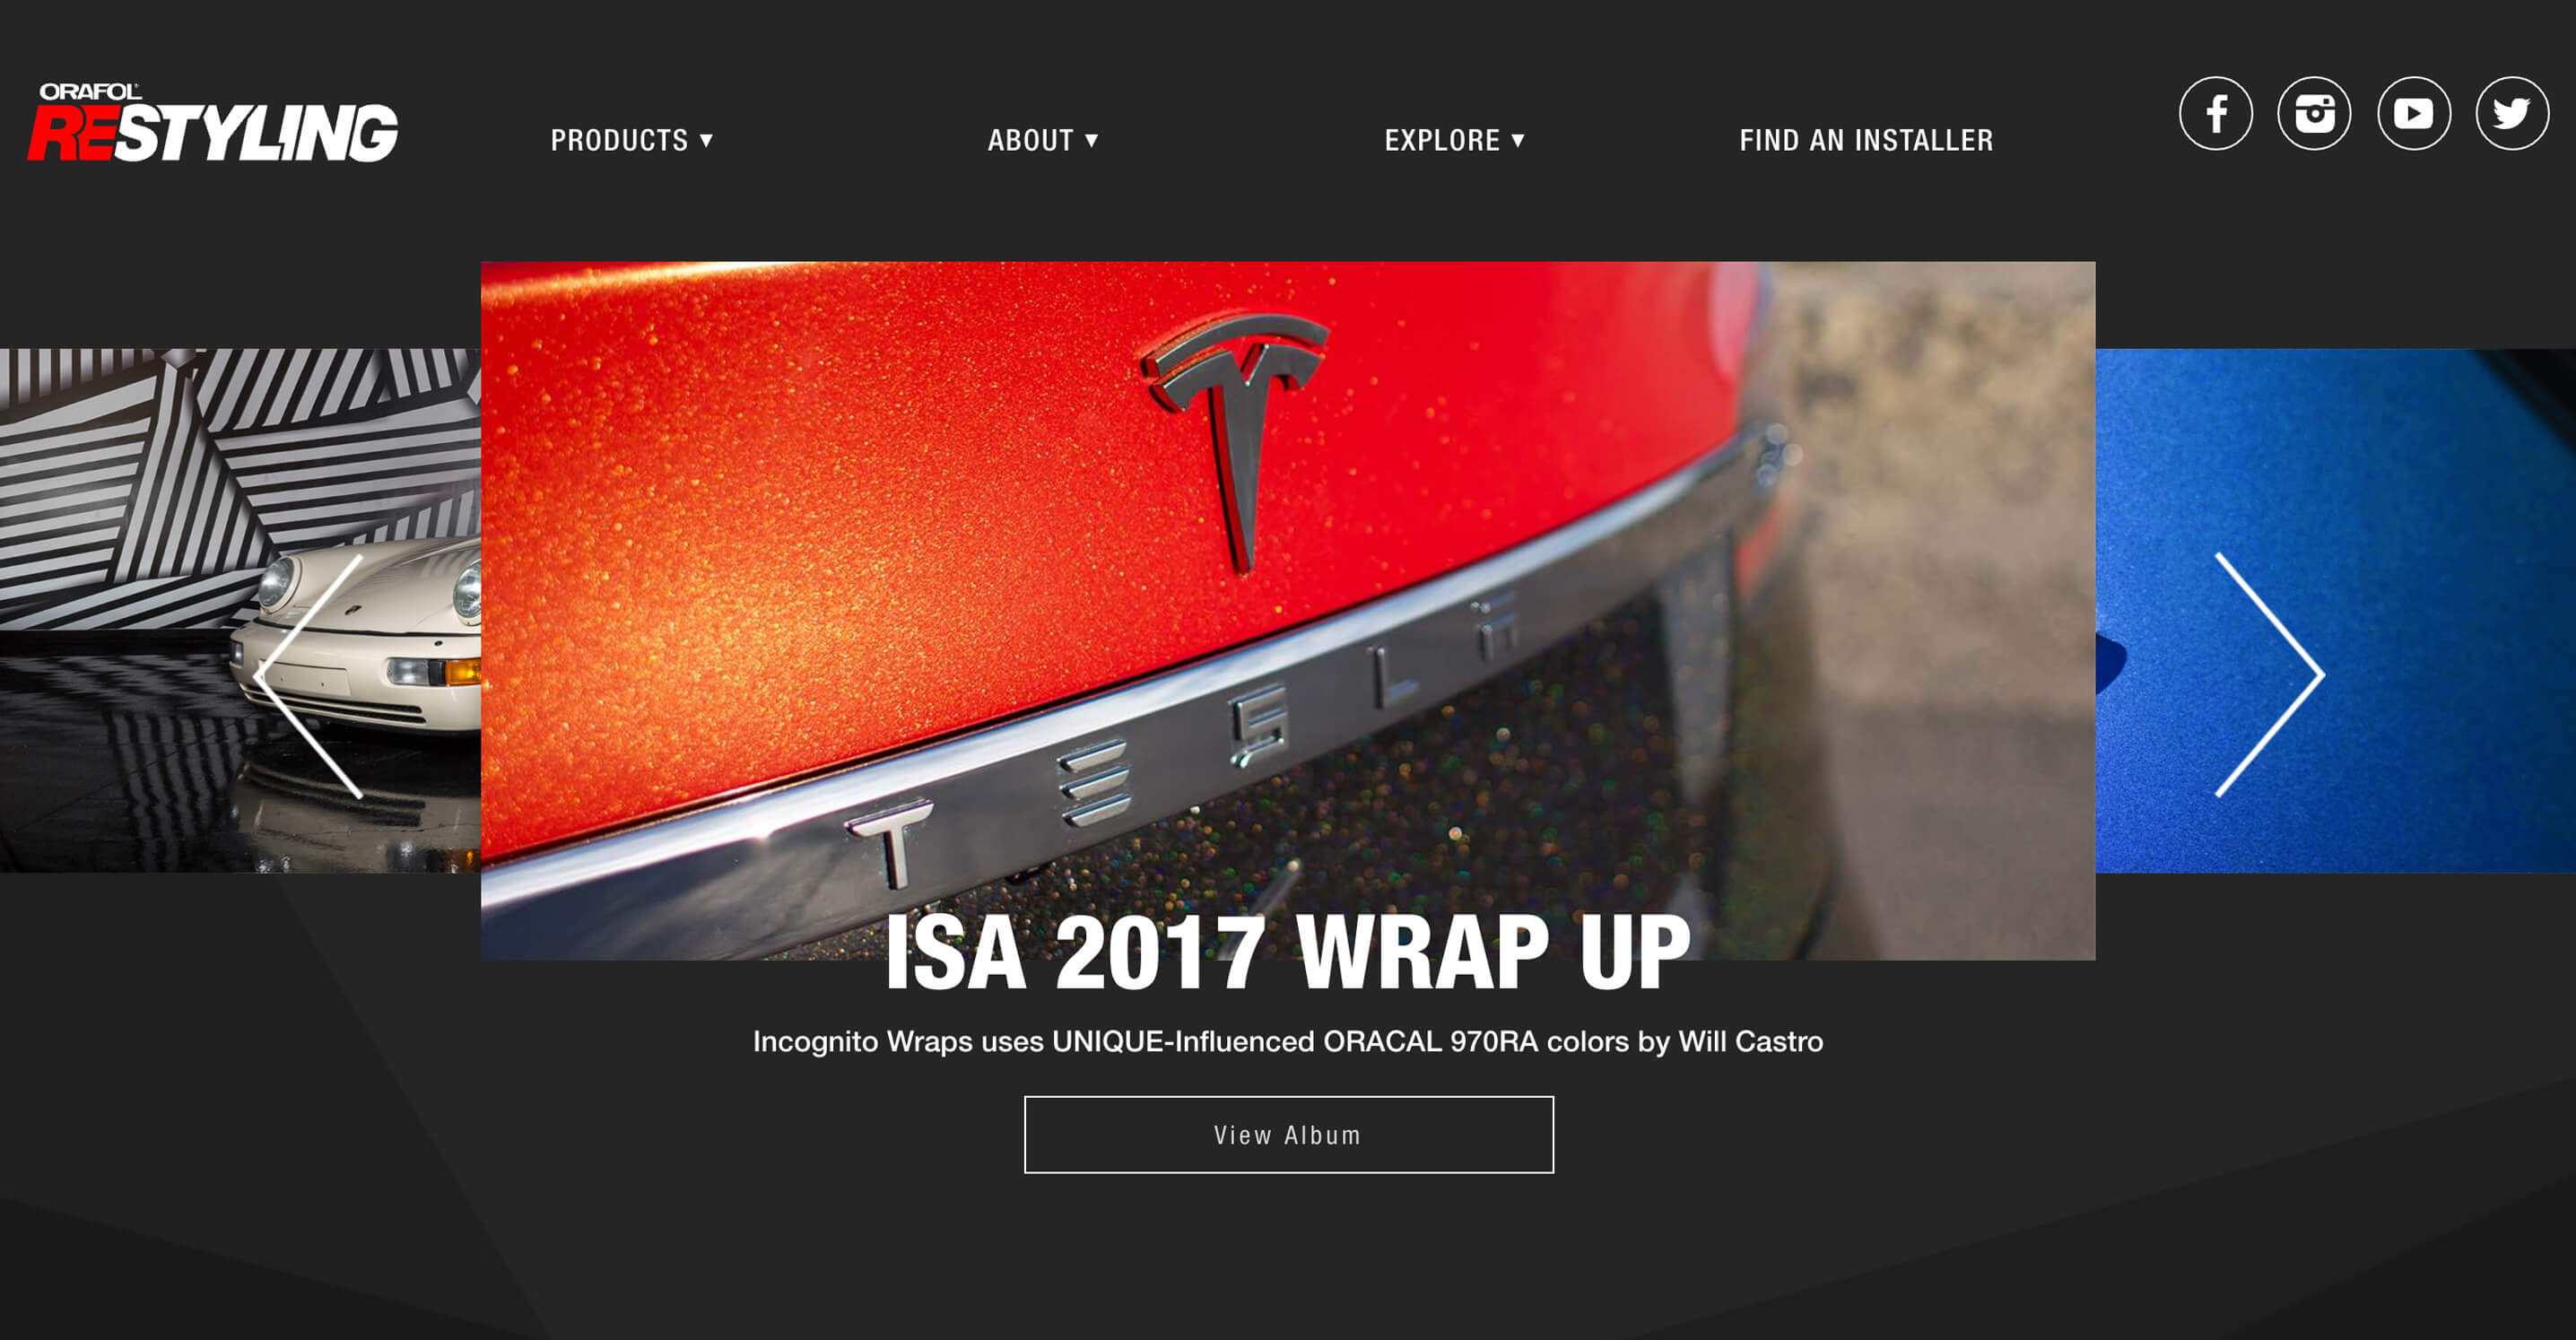 ORAFOL
RESTYLING
PRODUCTS ▼
ABOUT ▼
EXPLORE ▼
FIND AN INSTALLER
TESLA
ISA 2017 WRAP UP
Incognito Wraps uses UNIQUE-Influenced ORACAL 970RA colors by Will Castro
View Album